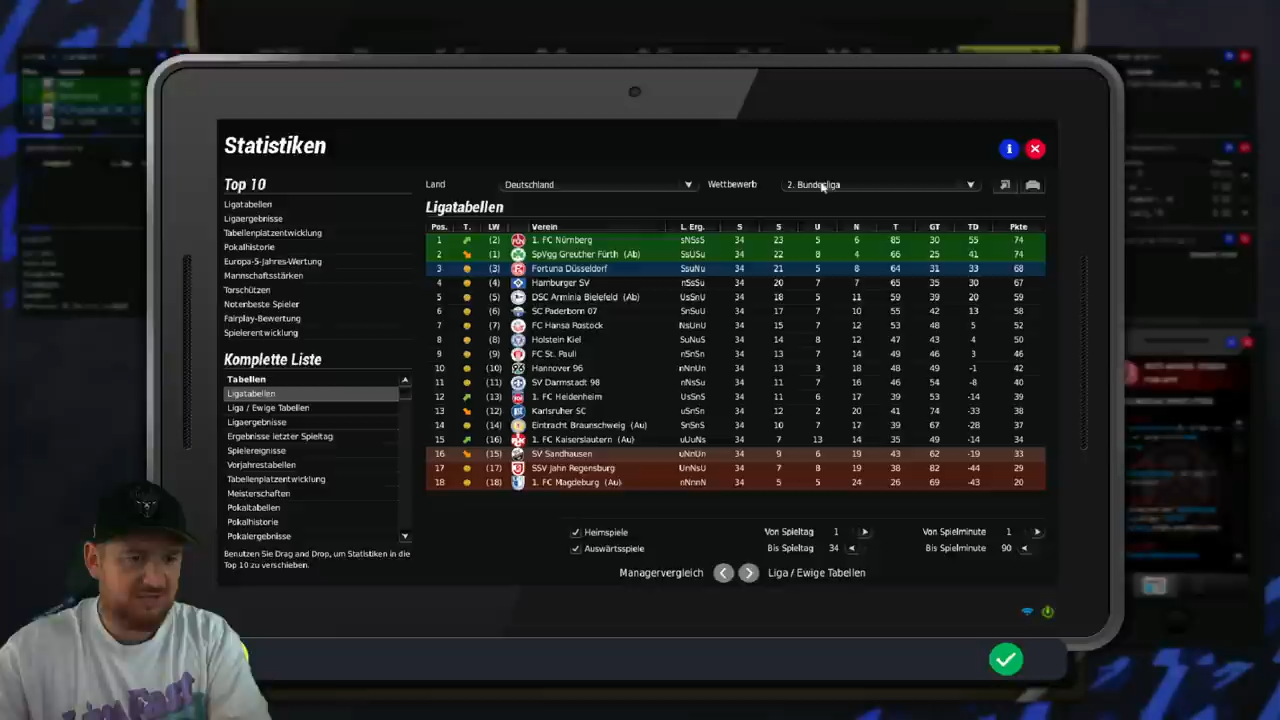 Statistiken
Top 10
Ligatabellen
Ligaergebnisse
Tabellenplatzentwicklung
Pokalhistorie
Europa-5-Jahres-Wertung
Mannschaftsstärken
Torschützen
Notenbeste Spieler
Fairplay-Bewertung
Spielerentwicklung
Komplette Liste
Tabellen
Ligatabellen
Liga / Ewige Tabellen
Ligaergebnisse
Ergebnisse letzter Spieltag
Spielereignisse
Vorjahrestabellen
Tabellenplatzentwicklung
Meisterschaften
Pokaltabellen
Pokalhistorie
Pokalergebnisse
Benutzen Sie Drag and Drop, um Statistiken in die
Top 10 zu verschieben.
Land Deutschland Wettbewerb 2. Bundesliga
Ligatabellen
Pos. T. LW Verein L. Erg. S S U N T GT TD Pkte
1 (2) 1. FC Nürnberg sNSsS 34 23 5 6 85 30 55 74
2 (1) SpVgg Greuther Fürth (Ab) SsUSu 34 22 8 4 66 25 41 74
3 (3) Fortuna Düsseldorf SsuNu 34 21 5 8 64 31 33 68
4 (4) Hamburger SV nSsSu 34 20 7 7 65 35 30 67
5 (5) DSC Arminia Bielefeld (Ab) UsSnU 34 18 5 11 59 39 20 59
6 (6) SC Paderborn 07 SnSuU 34 17 7 10 55 42 13 58
7 (7) FC Hansa Rostock NsUnU 34 15 7 12 53 48 5 52
8 (8) Holstein Kiel SuNuS 34 14 8 12 47 43 4 50
9 (9) FC St. Pauli nSnSn 34 13 7 14 49 46 3 46
10 (10) Hannover 96 NnNUn 34 13 3 18 48 49 -1 42
11 (11) SV Darmstadt 98 nNsSu 34 11 7 16 46 54 -8 40
12 (13) 1. FC Heidenheim UsSnS 34 11 6 17 39 53 -14 39
13 (12) Karlsruher SC uSnSn 34 12 2 20 41 74 -33 38
14 (14) Eintracht Braunschweig (Au) SnSsN 34 10 7 17 39 67 -28 37
15 (16) 1. FC Kaiserslautern (Au) uUuNs 34 7 13 14 35 49 -14 34
16 (15) SV Sandhausen uNnUn 34 9 6 19 43 62 -19 33
17 (17) SSV Jahn Regensburg UnNsU 34 7 8 19 38 82 -44 29
18 (18) 1. FC Magdeburg (Au) nNnnN 34 5 5 24 26 69 -43 20
Heimspiele Von Spieltag 1 Von Spielminute 1
Auswärtsspiele Bis Spieltag 34 Bis Spielminute 90
Managervergleich Liga / Ewige Tabellen